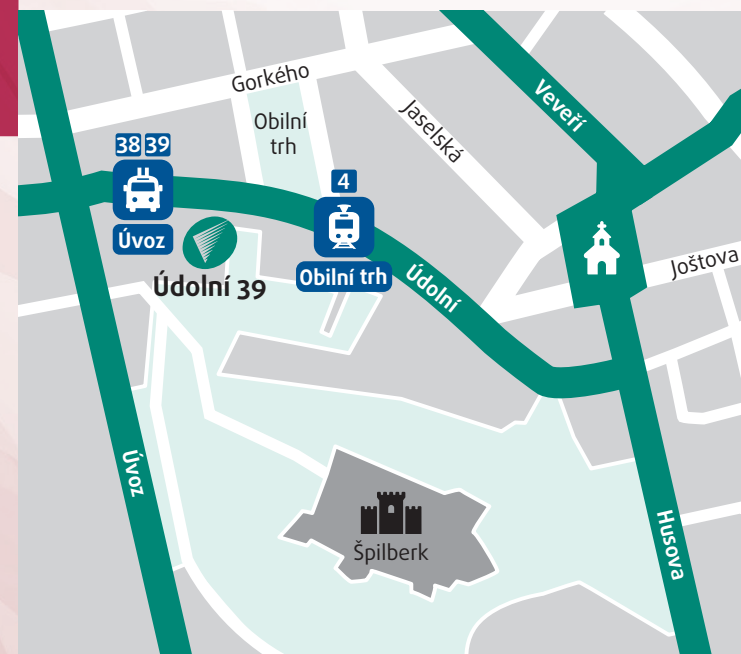 Gorkého
Veveří
Jaselská
Obilní
trh
38 39
4
Úvoz
Joštova
Obilní trh
Údolní
Údolní 39
Úvoz
Husova
Špilberk